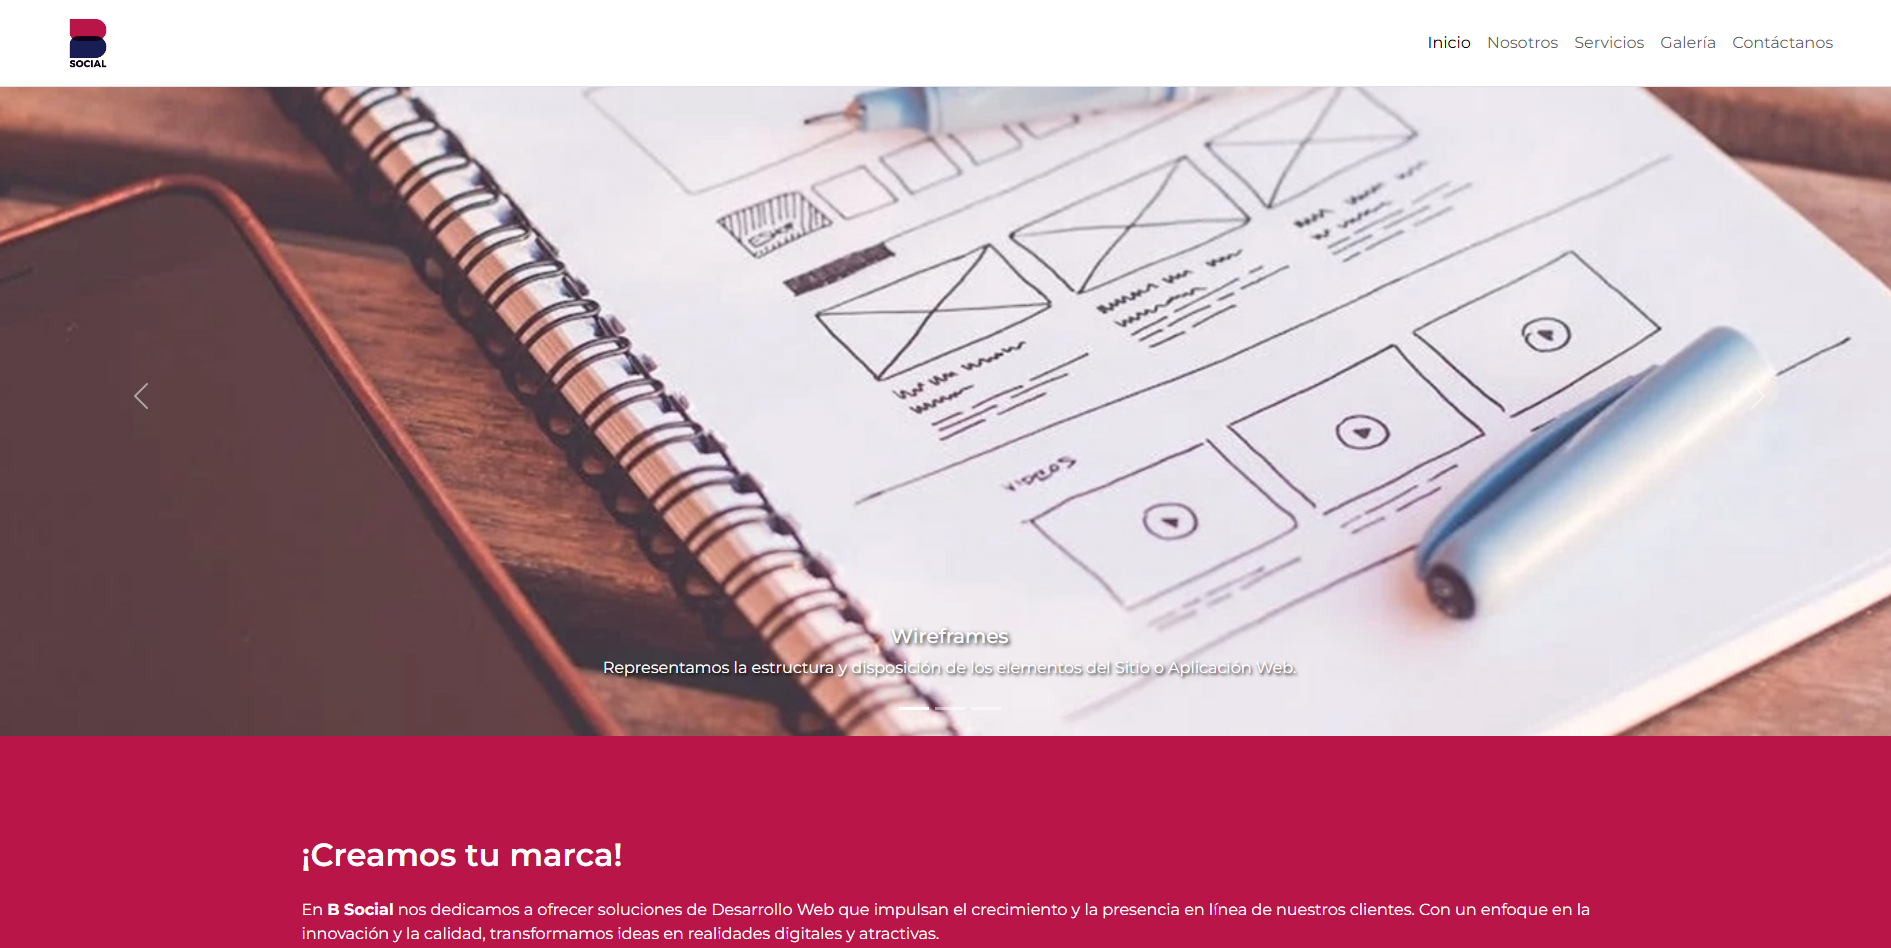 SOCIAL
Inicio Nosotros Servicios Galería Contáctanos
VIDEOS
Wireframes
Representamos la estructura y disposición de los elementos del Sitio o Aplicación Web.
¡Creamos tu marca!
En B Social nos dedicamos a ofrecer soluciones de Desarrollo Web que impulsan el crecimiento y la presencia en línea de nuestros clientes. Con un enfoque en la
innovación y la calidad, transformamos ideas en realidades digitales y atractivas.